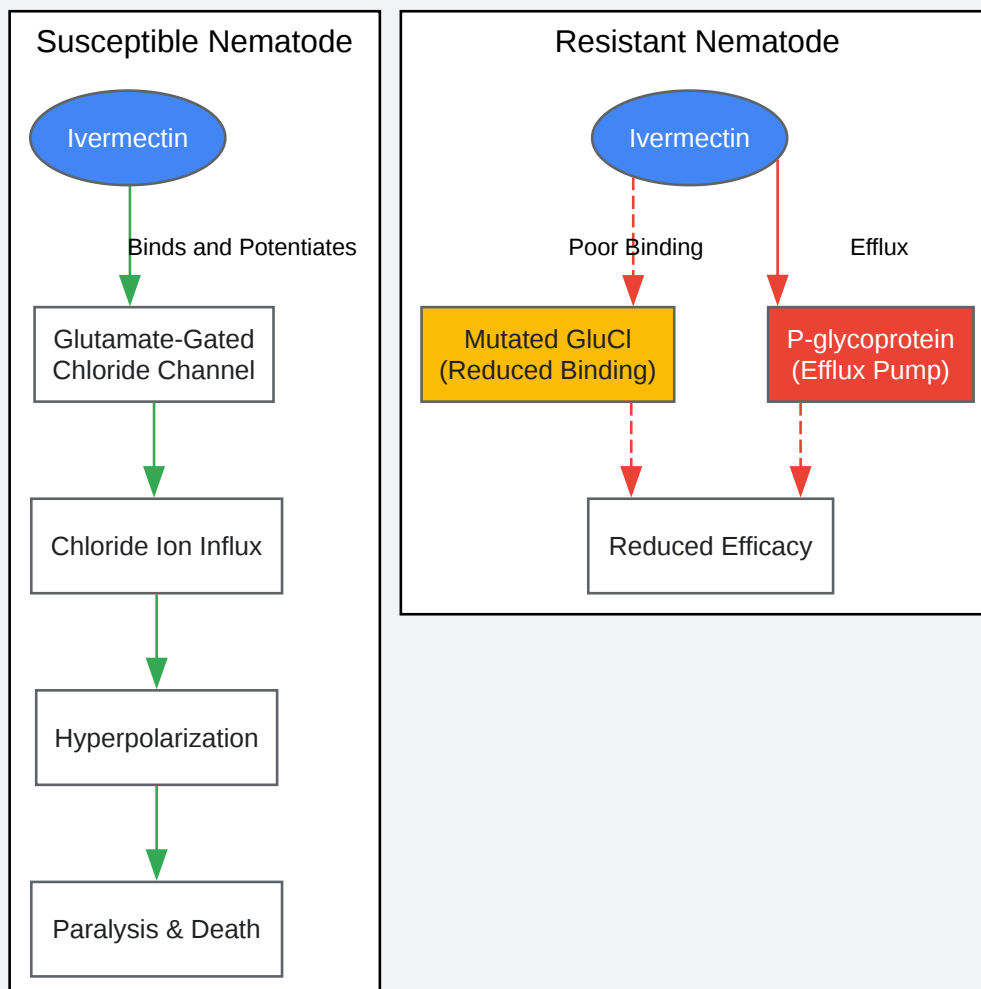 Susceptible Nematode
Ivermectin
Binds and Potentiates
Glutamate-Gated
Chloride Channel
Chloride Ion Influx
Hyperpolarization
Paralysis & Death
Resistant Nematode
Ivermectin
Poor Binding
Efflux
Mutated GluCl
(Reduced Binding)
P-glycoprotein
(Efflux Pump)
Reduced Efficacy